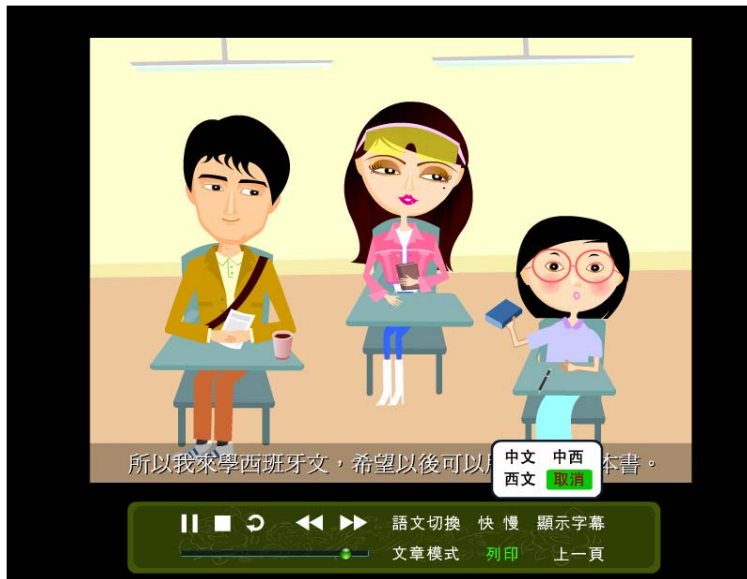 所以我來學西班牙文，希望以後可以 本書。
中文 中西
西文 取消
語文切換 快 慢 顯示字幕
文章模式 列印 上一頁